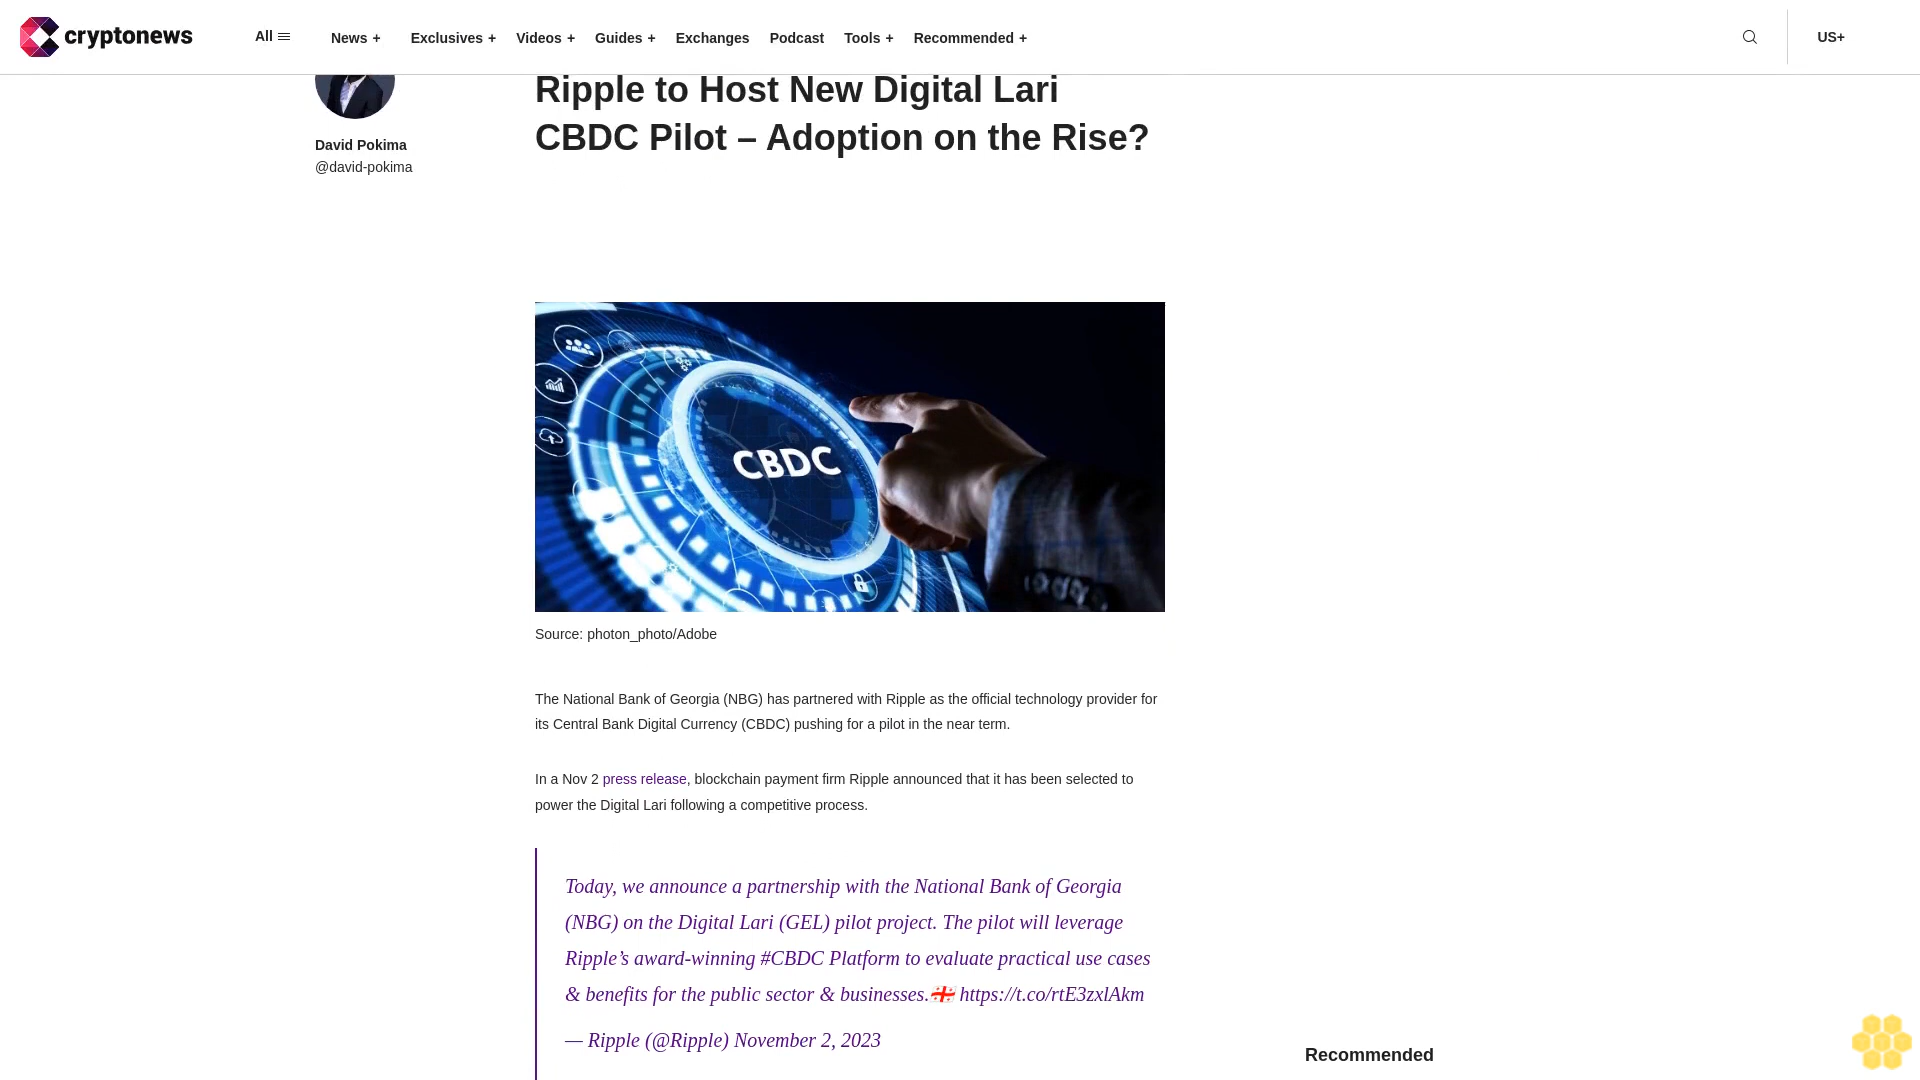 cryptonews
All
News +
Exclusives +
Videos +
Guides +
Exchanges
Podcast
Tools +
Recommended +
US+
David Pokima
@david-pokima
Ripple to Host New Digital Lari
CBDC Pilot – Adoption on the Rise?
CBDC
Source: photon_photo/Adobe
The National Bank of Georgia (NBG) has partnered with Ripple as the official technology provider for
its Central Bank Digital Currency (CBDC) pushing for a pilot in the near term.
In a Nov 2 press release, blockchain payment firm Ripple announced that it has been selected to
power the Digital Lari following a competitive process.
Today, we announce a partnership with the National Bank of Georgia
(NBG) on the Digital Lari (GEL) pilot project. The pilot will leverage
Ripple’s award-winning #CBDC Platform to evaluate practical use cases
& benefits for the public sector & businesses.🇬🇪 https://t.co/rtE3zxlAkm
— Ripple (@Ripple) November 2, 2023
Recommended